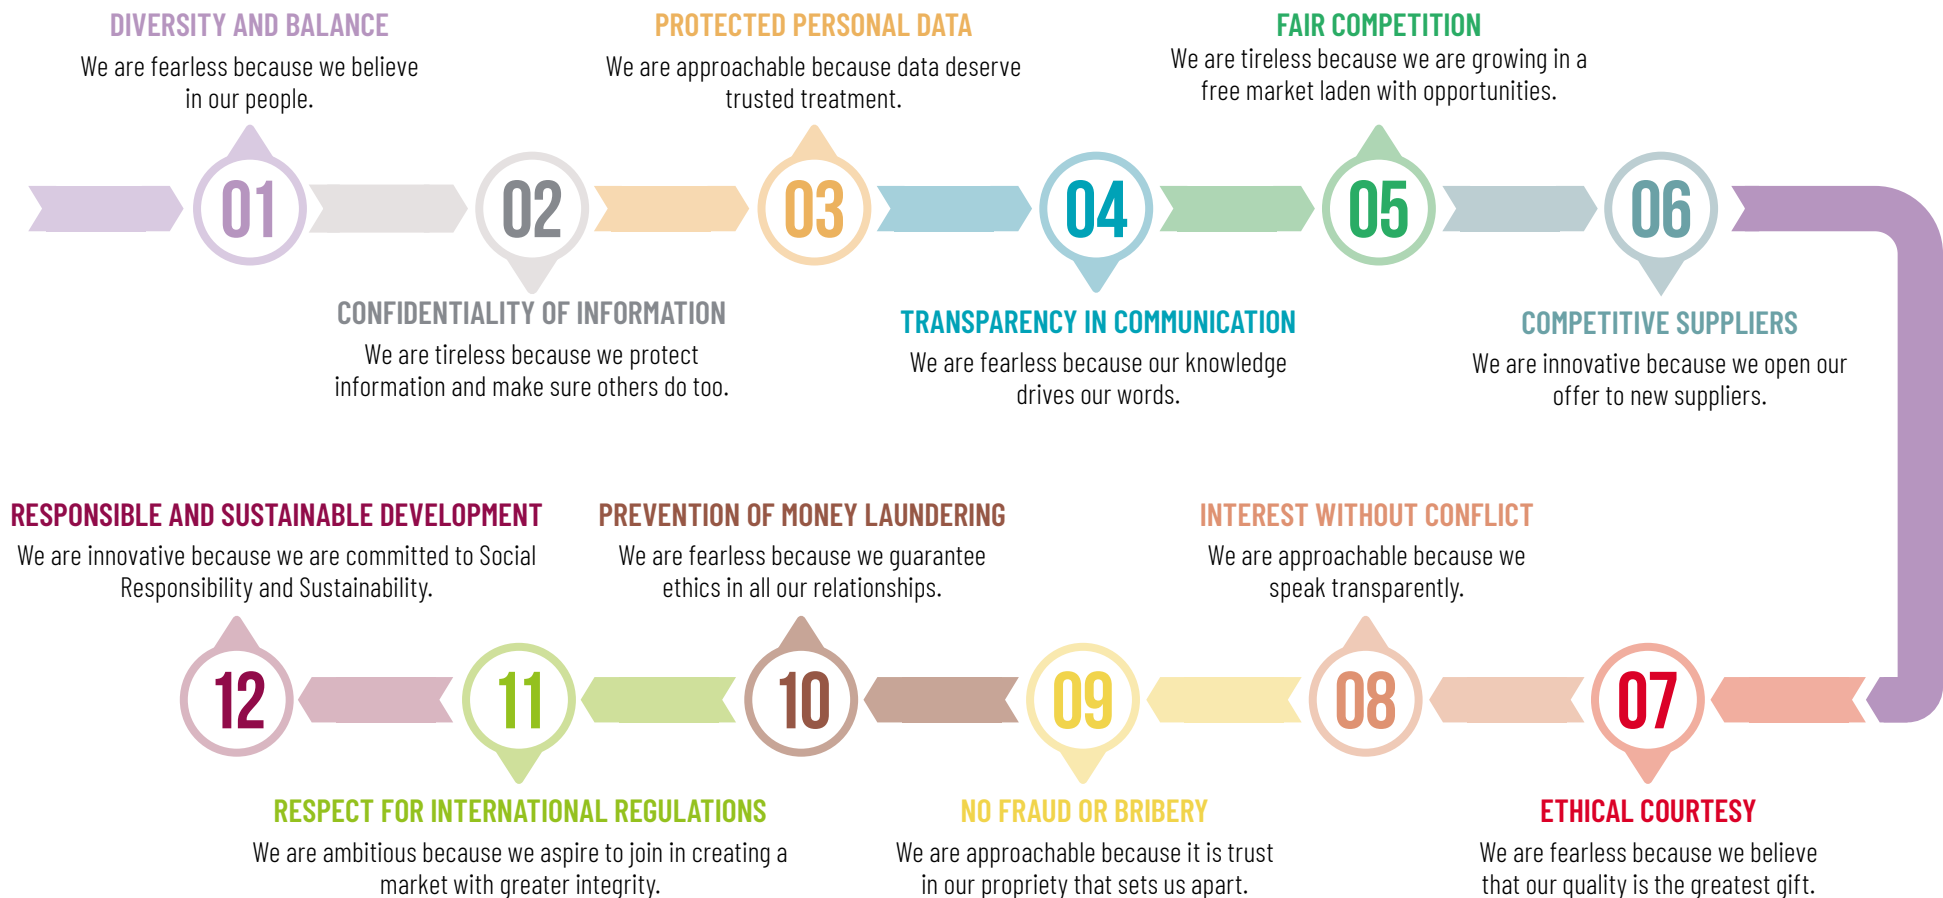 DIVERSITY AND BALANCE
We are fearless because we believe
in our people.
01
02
CONFIDENTIALITY OF INFORMATION
We are tireless because we protect
information and make sure others do too.
PROTECTED PERSONAL DATA
We are approachable because data deserve
trusted treatment.
03
04
TRANSPARENCY IN COMMUNICATION
We are fearless because our knowledge
drives our words.
FAIR COMPETITION
We are tireless because we are growing in a
free market laden with opportunities.
05
06
COMPETITIVE SUPPLIERS
We are innovative because we open our
offer to new suppliers.
07
ETHICAL COURTESY
We are fearless because we believe
that our quality is the greatest gift.
INTEREST WITHOUT CONFLICT
We are approachable because we
speak transparently.
08
09
NO FRAUD OR BRIBERY
We are approachable because it is trust
in our propriety that sets us apart.
PREVENTION OF MONEY LAUNDERING
We are fearless because we guarantee
ethics in all our relationships.
10
11
RESPECT FOR INTERNATIONAL REGULATIONS
We are ambitious because we aspire to join in creating a
market with greater integrity.
RESPONSIBLE AND SUSTAINABLE DEVELOPMENT
We are innovative because we are committed to Social
Responsibility and Sustainability.
12